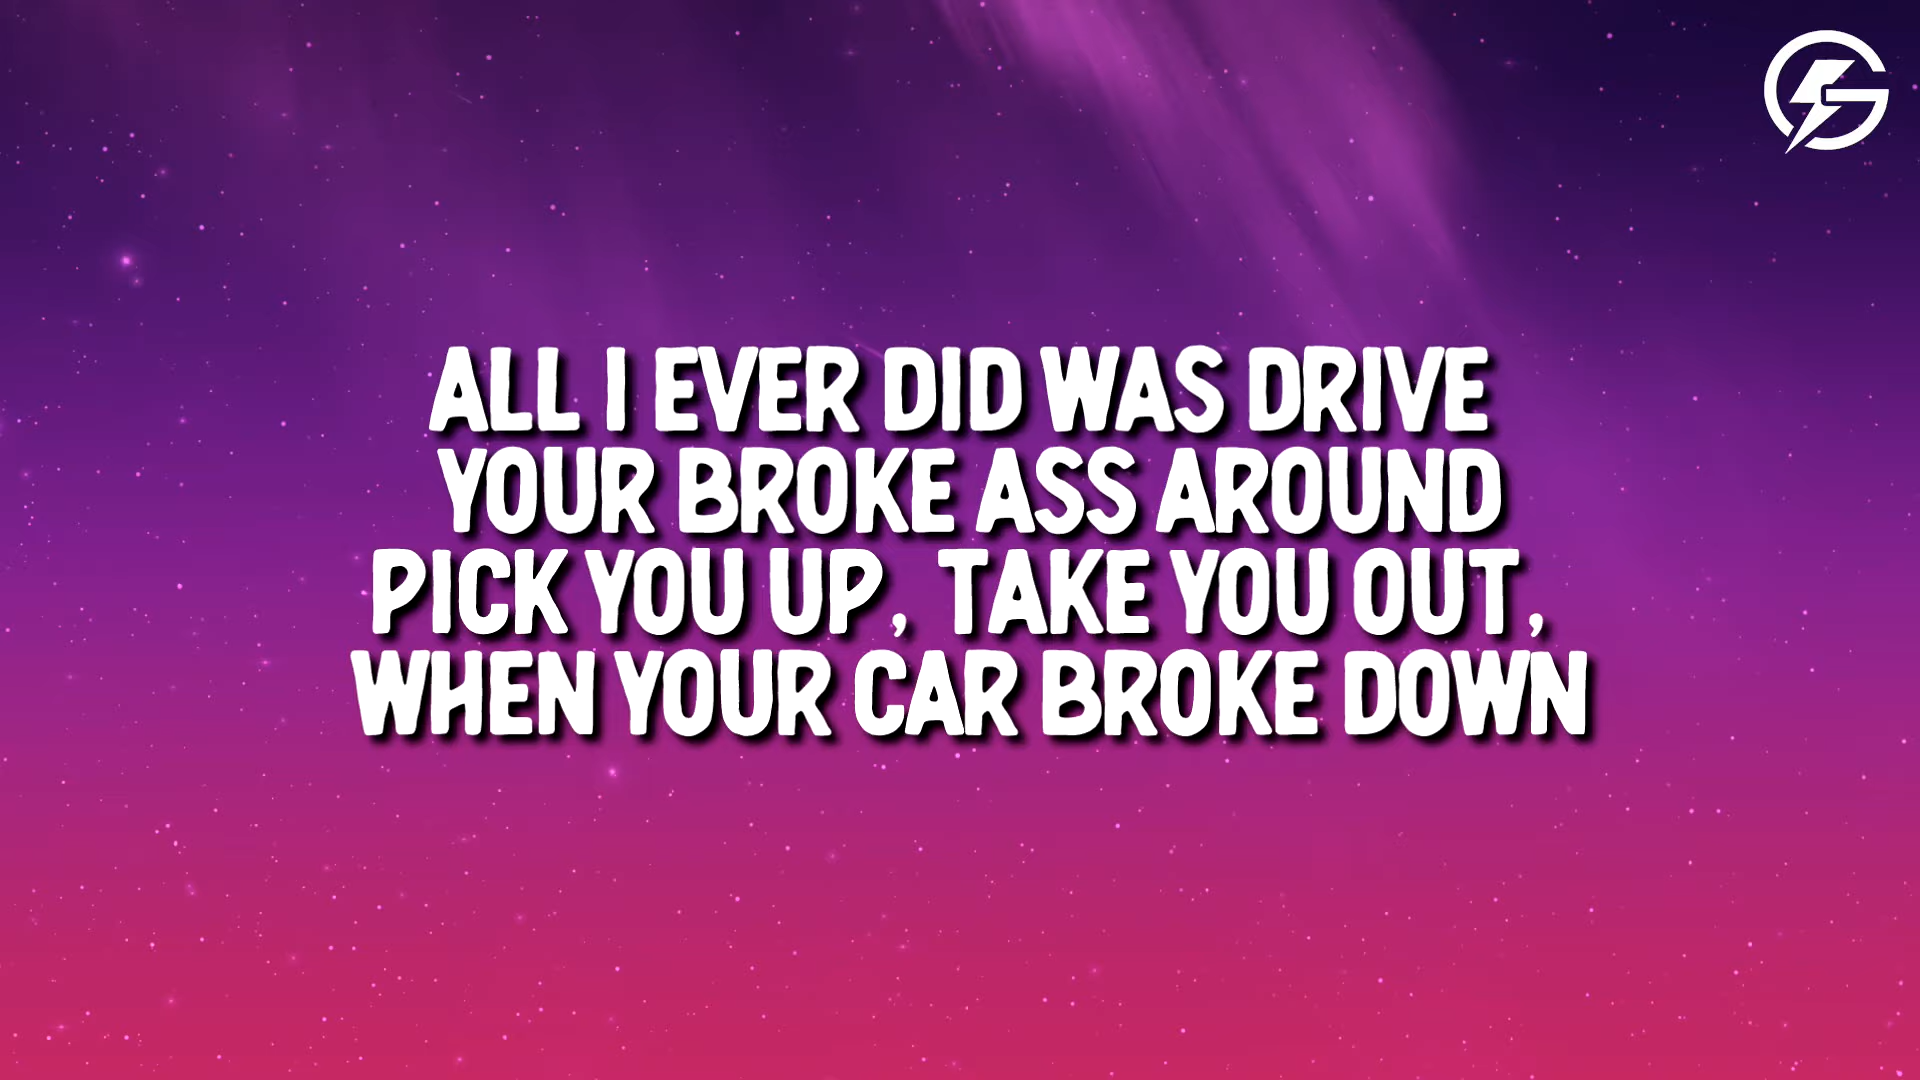 ALL I EVER DID WAS DRIVE
YOUR BROKE ASS AROUND
PICK YOU UP, TAKE YOU OUT,
WHEN YOUR CAR BROKE DOWN